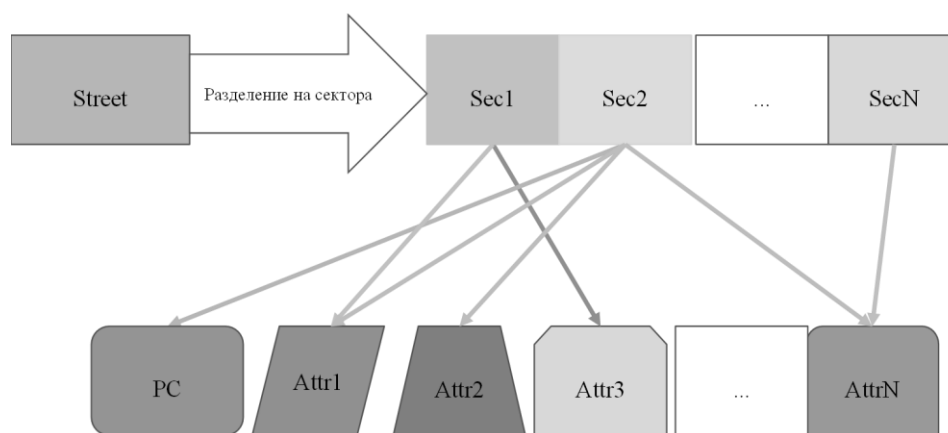 Street
Разделение на сектора
Sec1
Sec2
...
SecN
PC
Attr1
Attr2
Attr3
...
AttrN